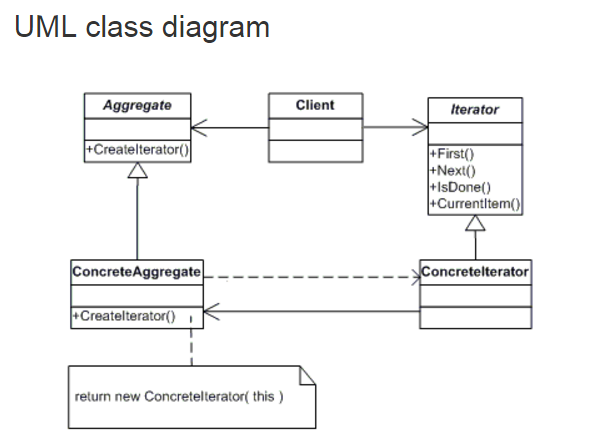 UML class diagram
Aggregate
+CreateIterator()
Client
Iterator
+First()
+Next()
+IsDone()
+CurrentItem()
ConcreteAggregate
+CreateIterator()
ConcreteIterator
return new ConcreteIterator( this )